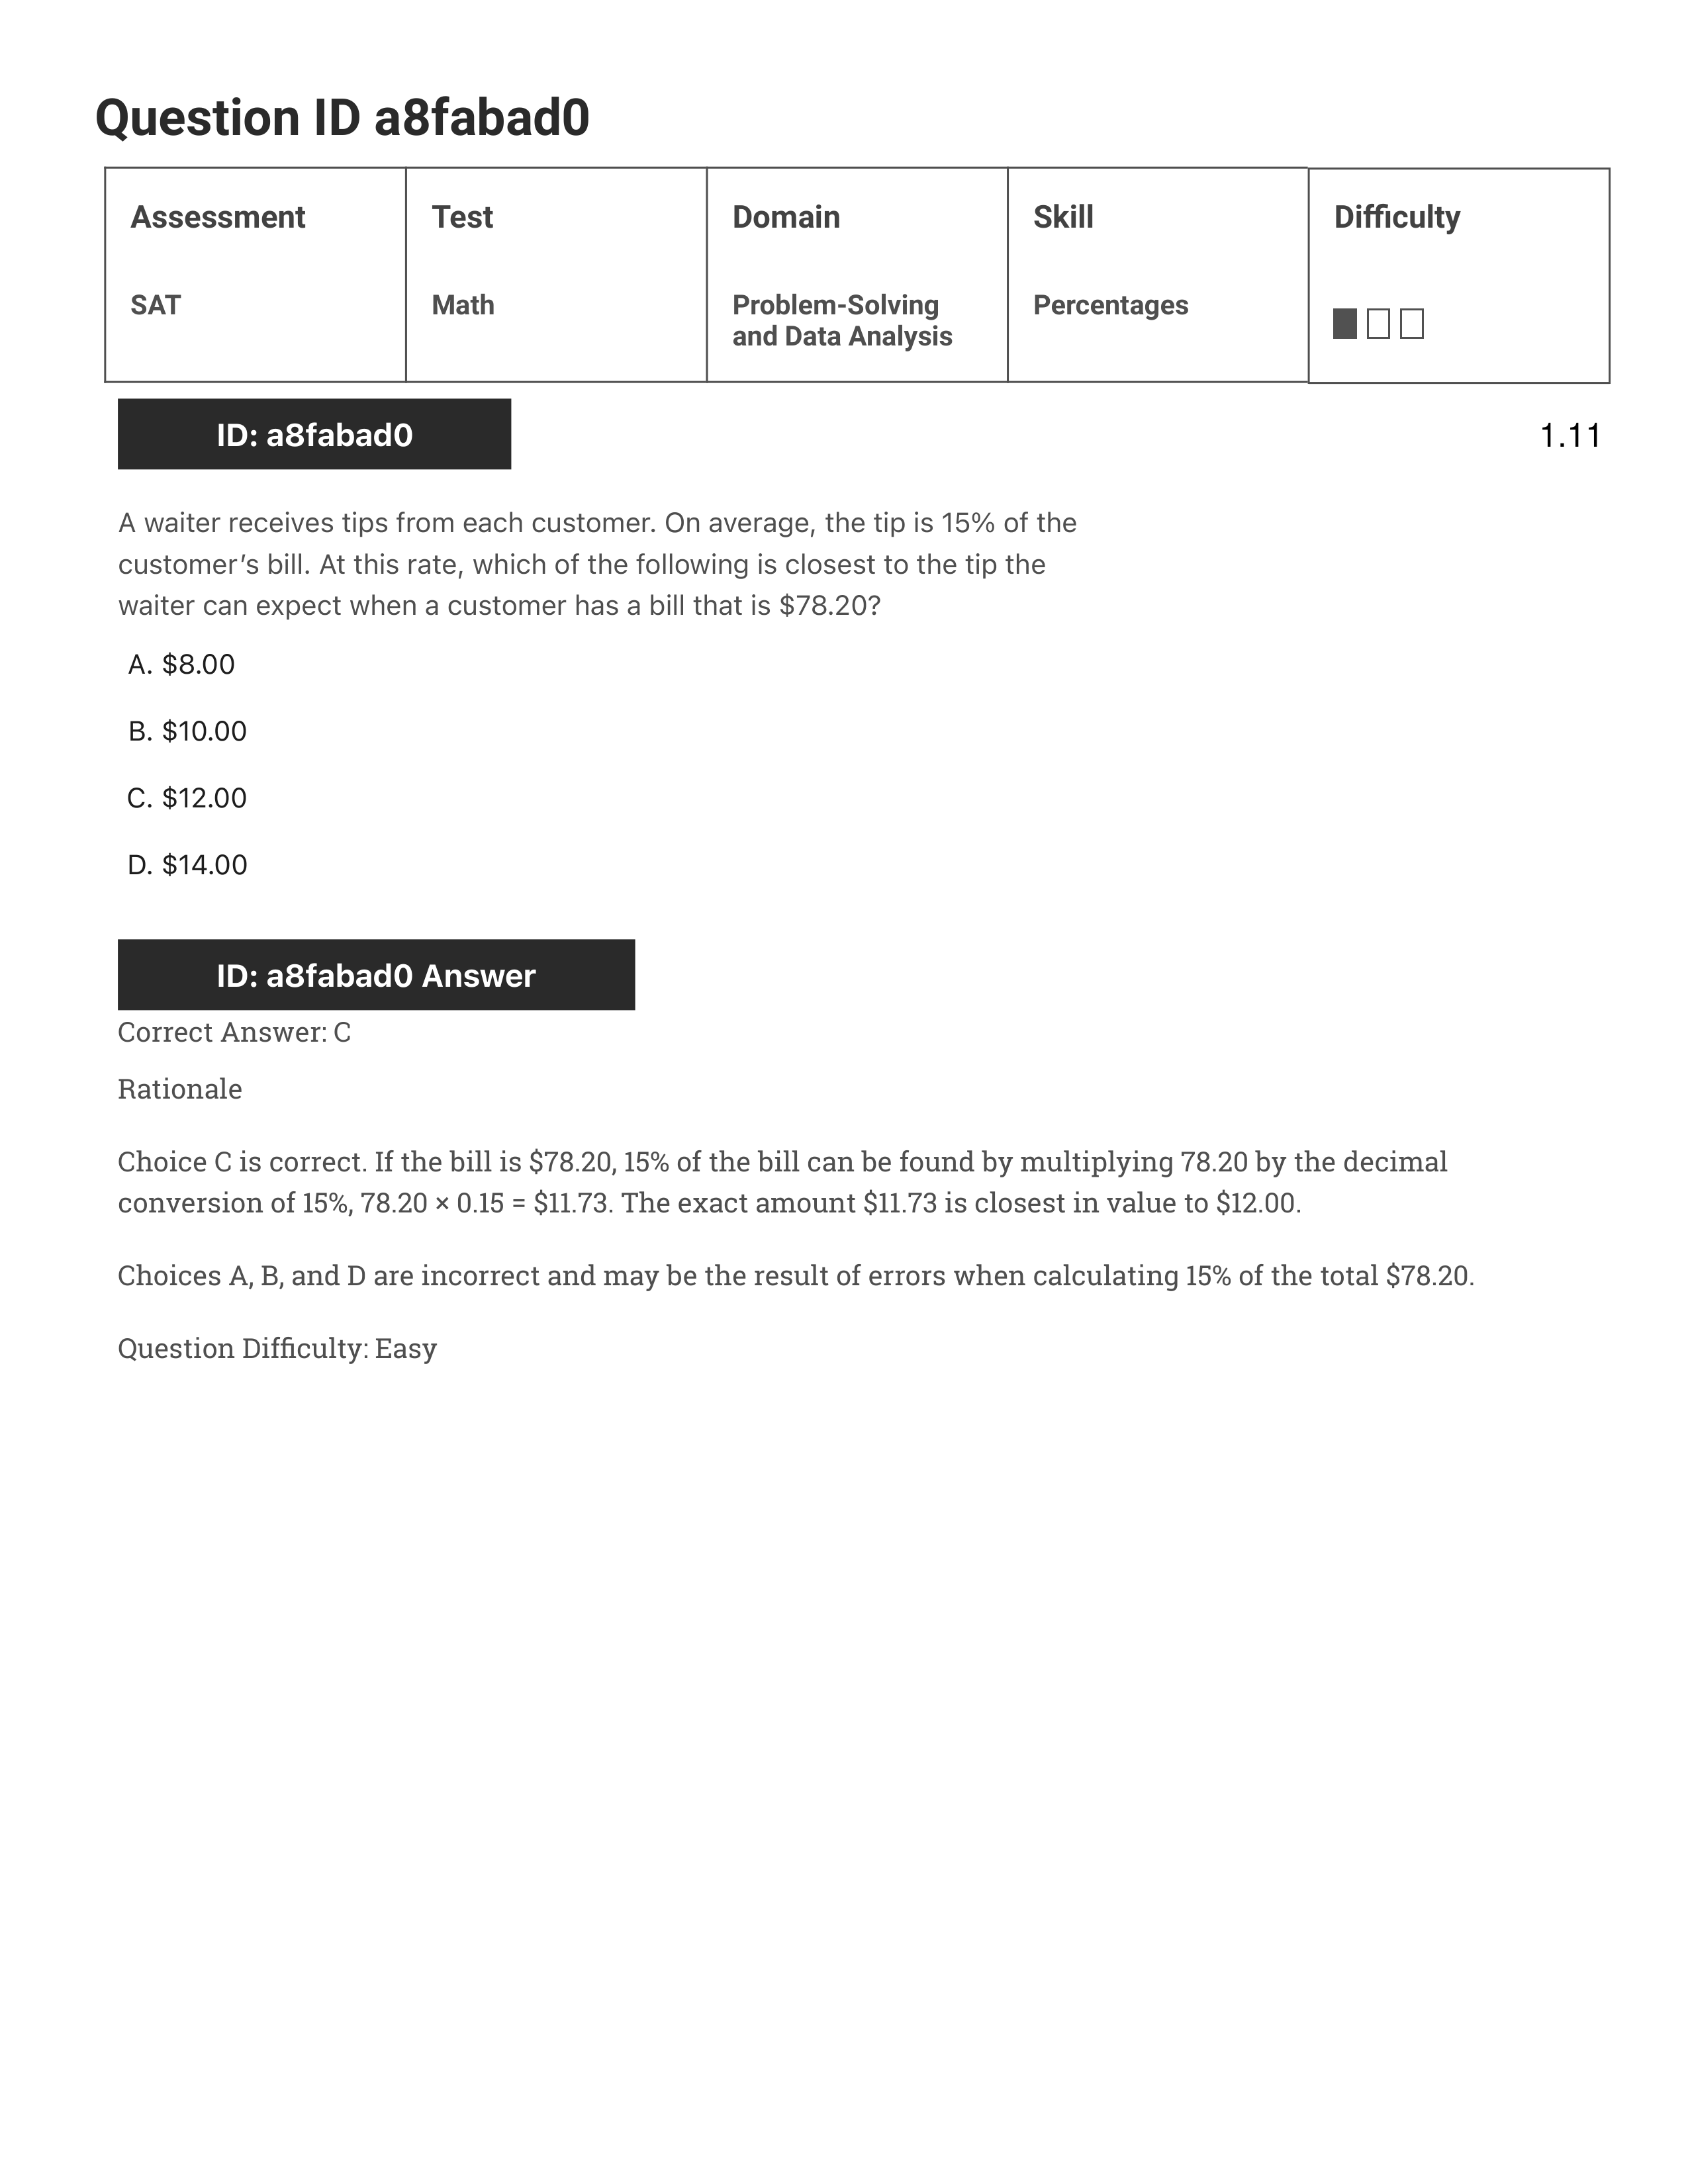 Question ID a8fabad0
Assessment
Test
Domain
Skill
Difficulty
SAT
Math
Problem-Solving
and Data Analysis
Percentages
ID: a8fabad0
1.11
A waiter receives tips from each customer. On average, the tip is 15% of the
customer’s bill. At this rate, which of the following is closest to the tip the
waiter can expect when a customer has a bill that is $78.20?
A. $8.00
B. $10.00
C. $12.00
D. $14.00
ID: a8fabad0 Answer
Correct Answer: C
Rationale
Choice C is correct. If the bill is $78.20, 15% of the bill can be found by multiplying 78.20 by the decimal
conversion of 15%, 78.20 × 0.15 = $11.73. The exact amount $11.73 is closest in value to $12.00.
Choices A, B, and D are incorrect and may be the result of errors when calculating 15% of the total $78.20.
Question Difficulty: Easy